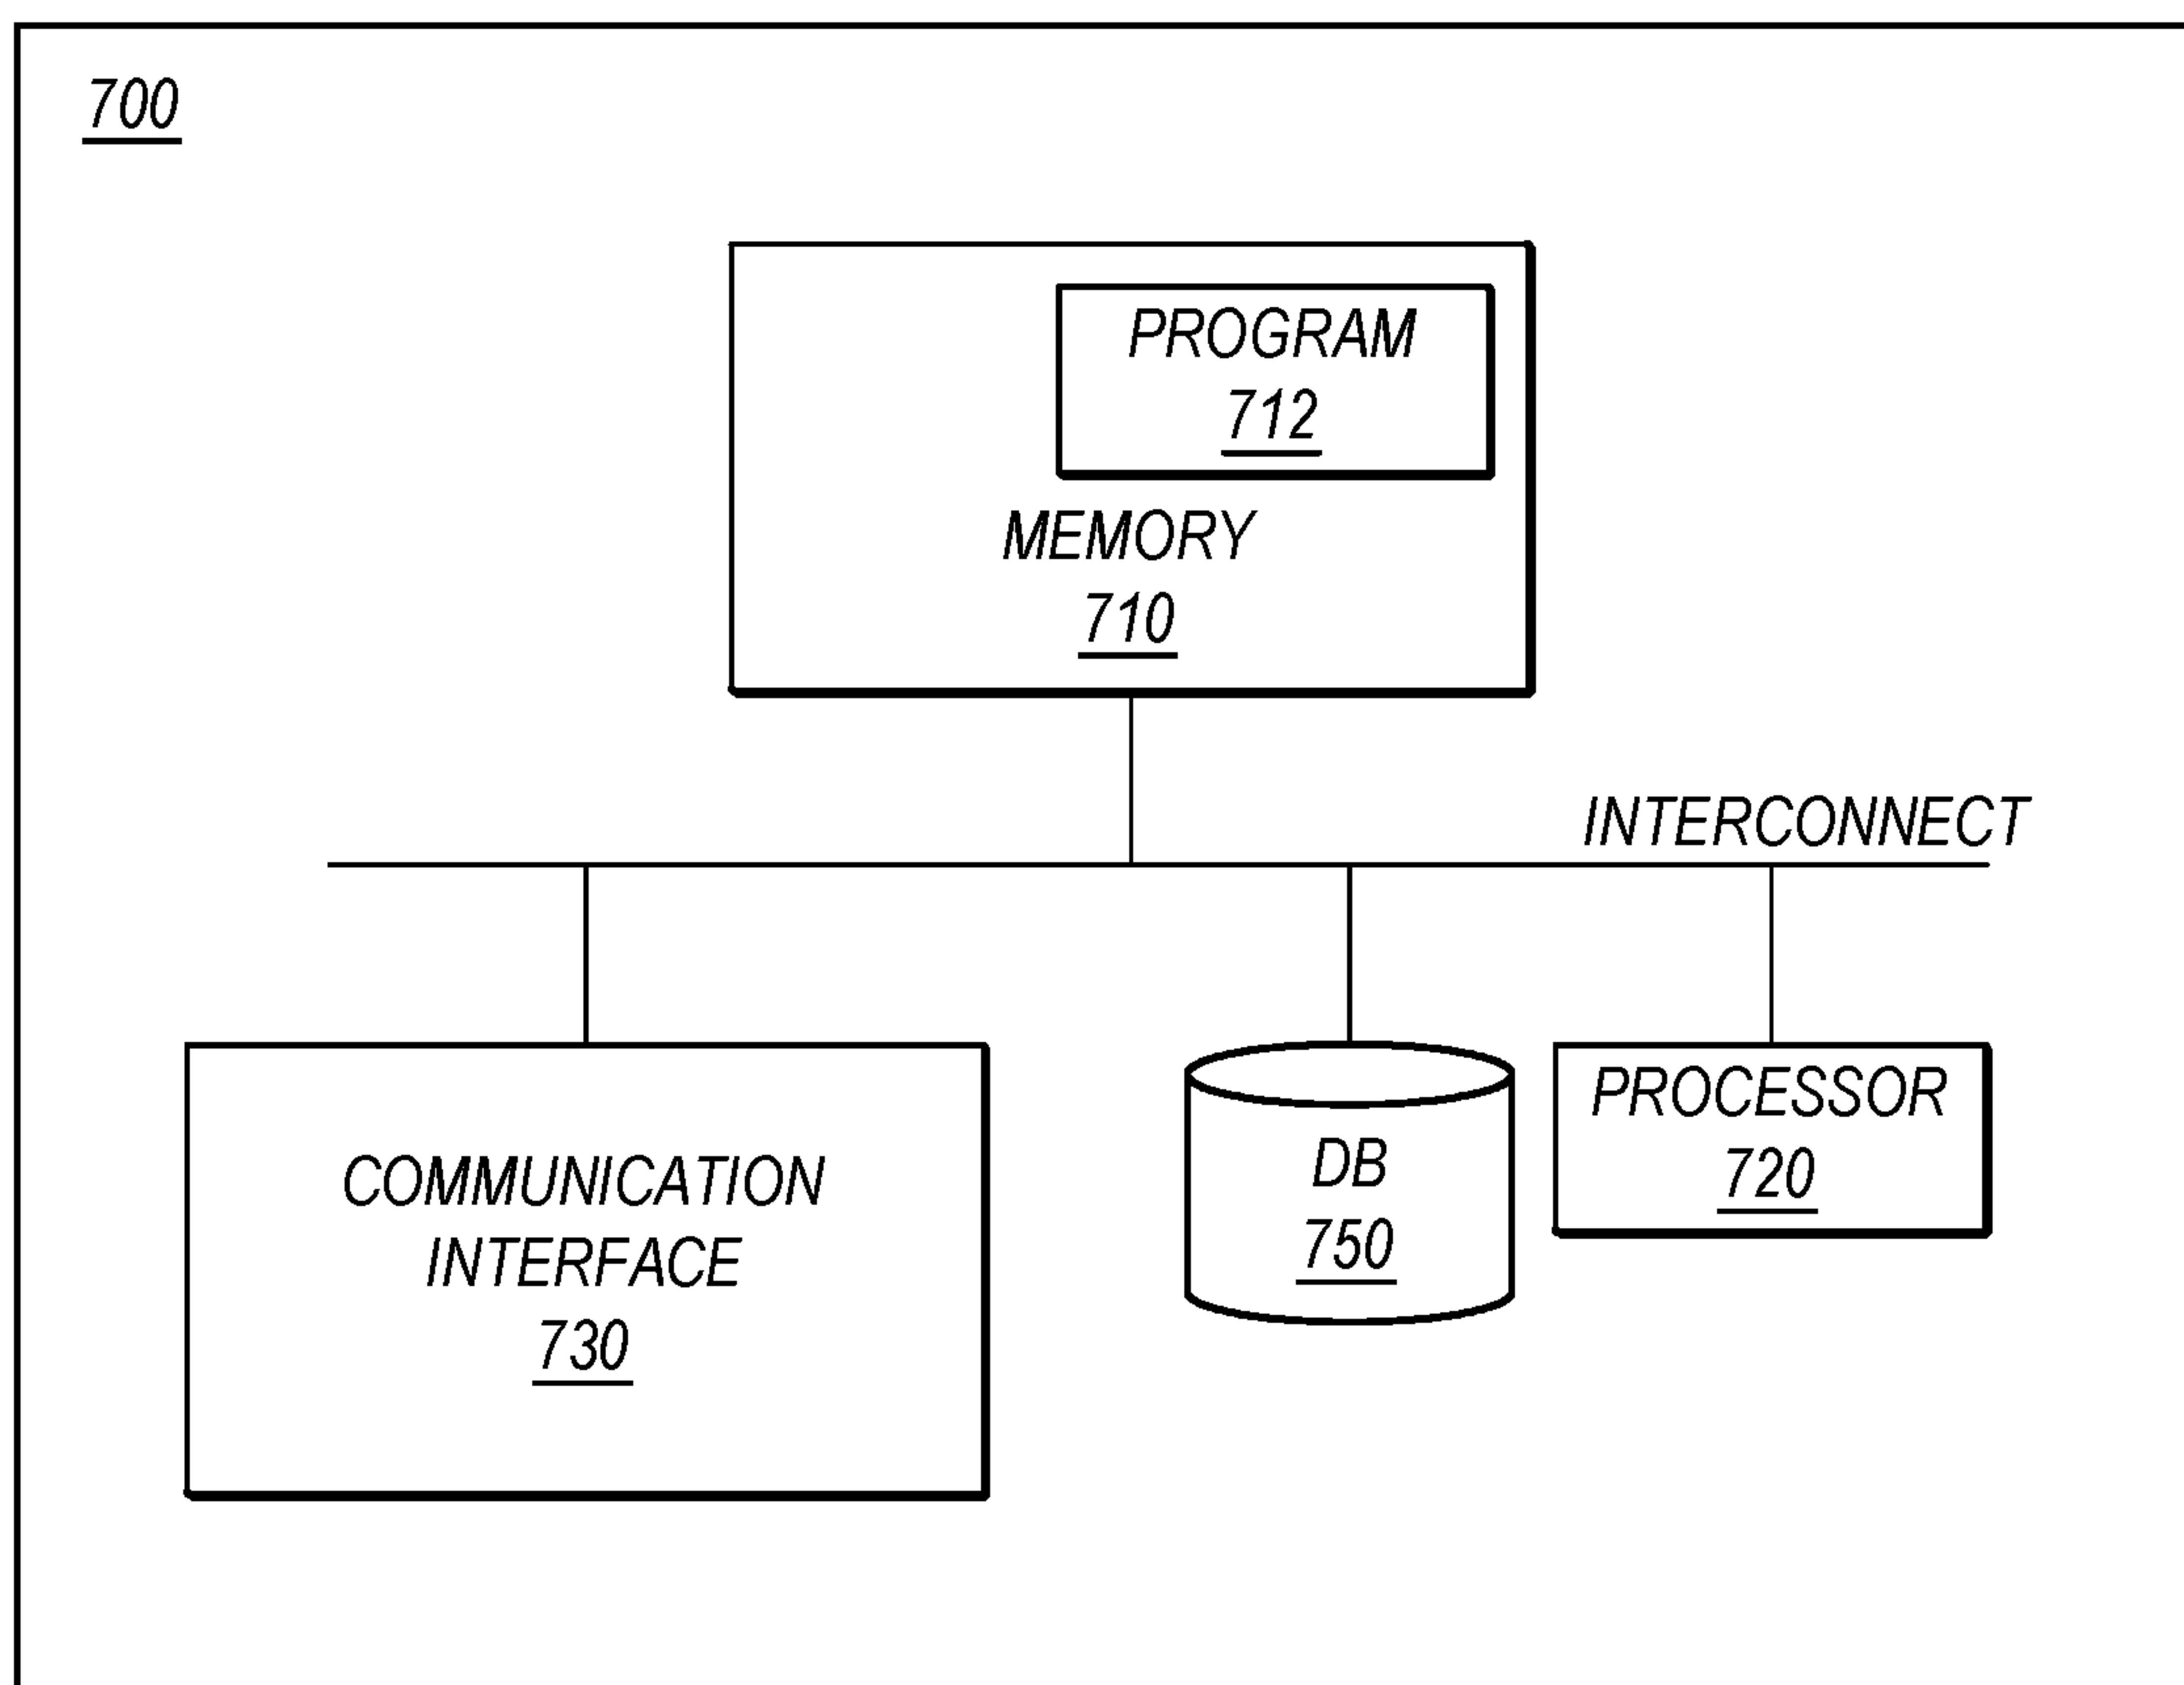 700
PROGRAM
712
MEMORY
710
INTERCONNECT
COMMUNICATION
INTERFACE
730
DB
750
PROCESSOR
720